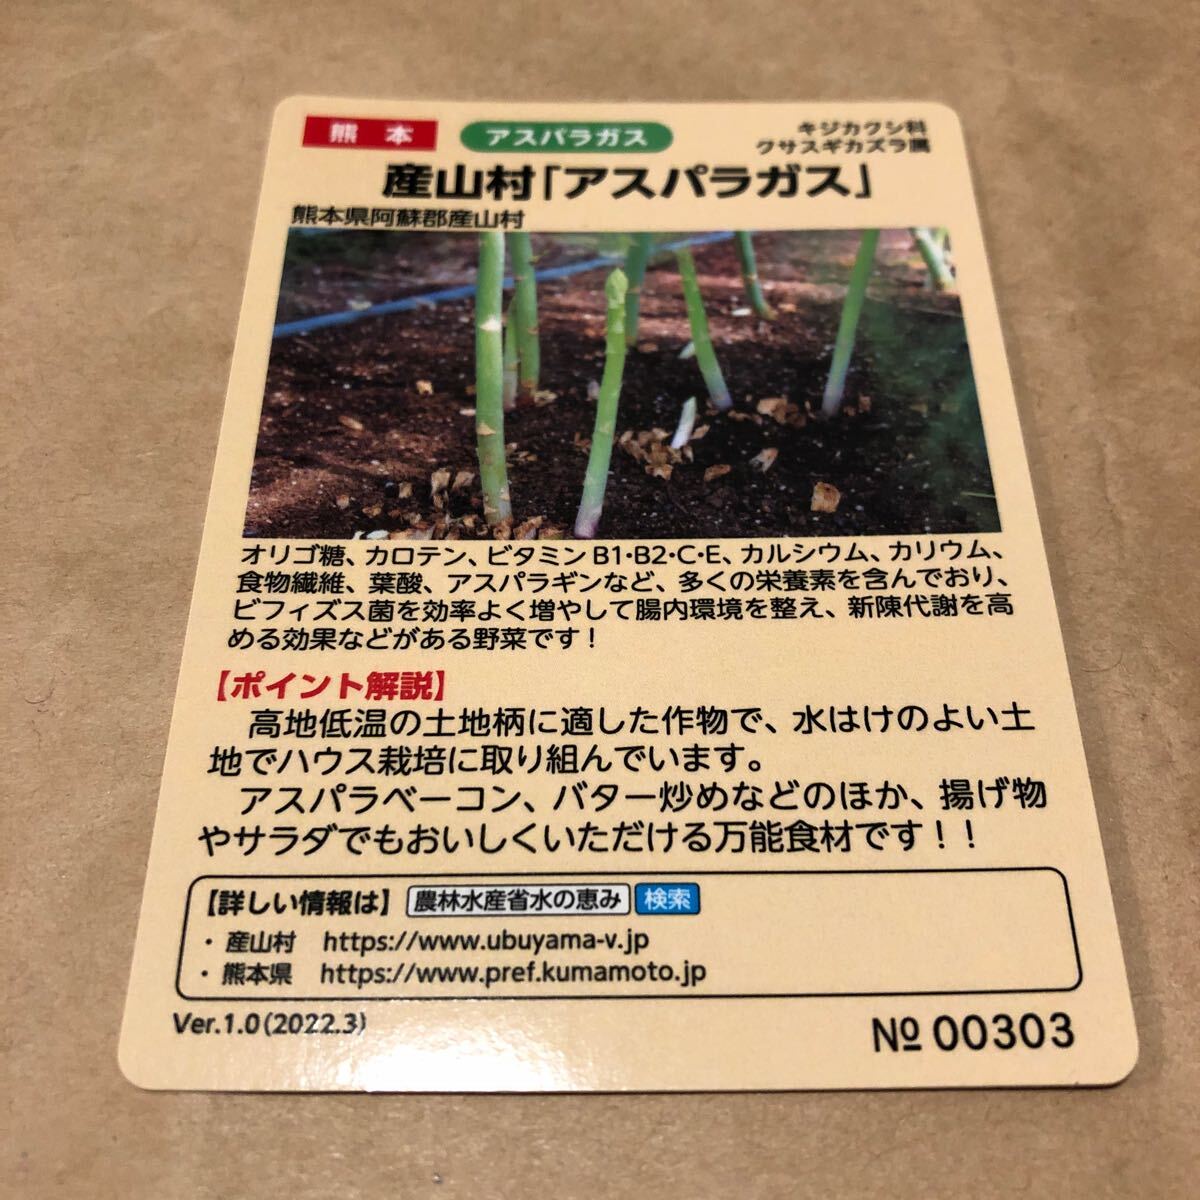 熊本 アスパラガス キジカクシ科
クサスギカズラ属
産山村「アスパラガス」
熊本県阿蘇郡産山村
オリゴ糖、カロテン、ビタミンB1・B2・C・E、カルシウム、カリウム、
食物繊維、葉酸、アスパラギンなど、多くの栄養素を含んでおり、
ビフィズス菌を効率よく増やして腸内環境を整え、新陳代謝を高
める効果などがある野菜です！
【ポイント解説】
高地低温の土地柄に適した作物で、水はけのよい土
地でハウス栽培に取り組んでいます。
アスパラベーコン、バター炒めなどのほか、揚げ物
やサラダでもおいしくいただける万能食材です！！
【詳しい情報は】 農林水産省水の恵み 検索
・産山村 https://www.ubuyama-v.jp
・熊本県 https://www.pref.kumamoto.jp
Ver.1.0(2022.3) № 00303